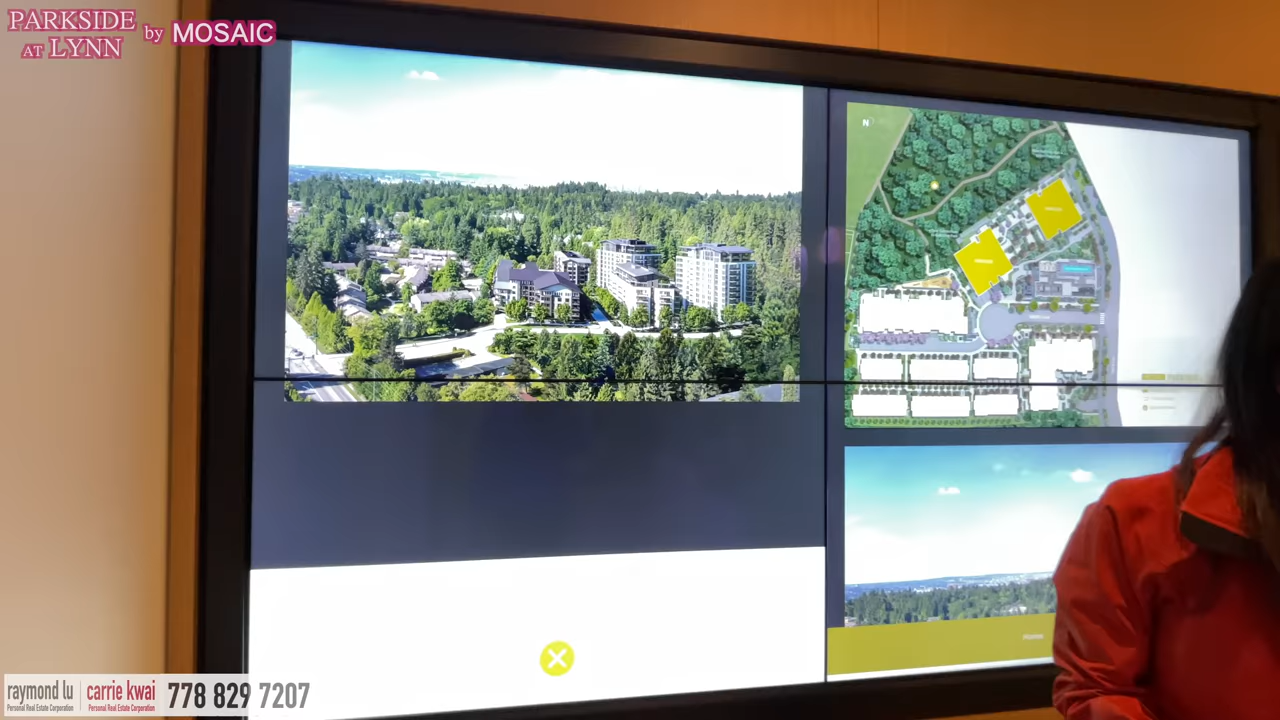 PARKSIDE
AT LYNN
by MOSAIC
N
raymond lu
Personal Real Estate Corporation
carrie kwai
Personal Real Estate Corporation
778 829 7207